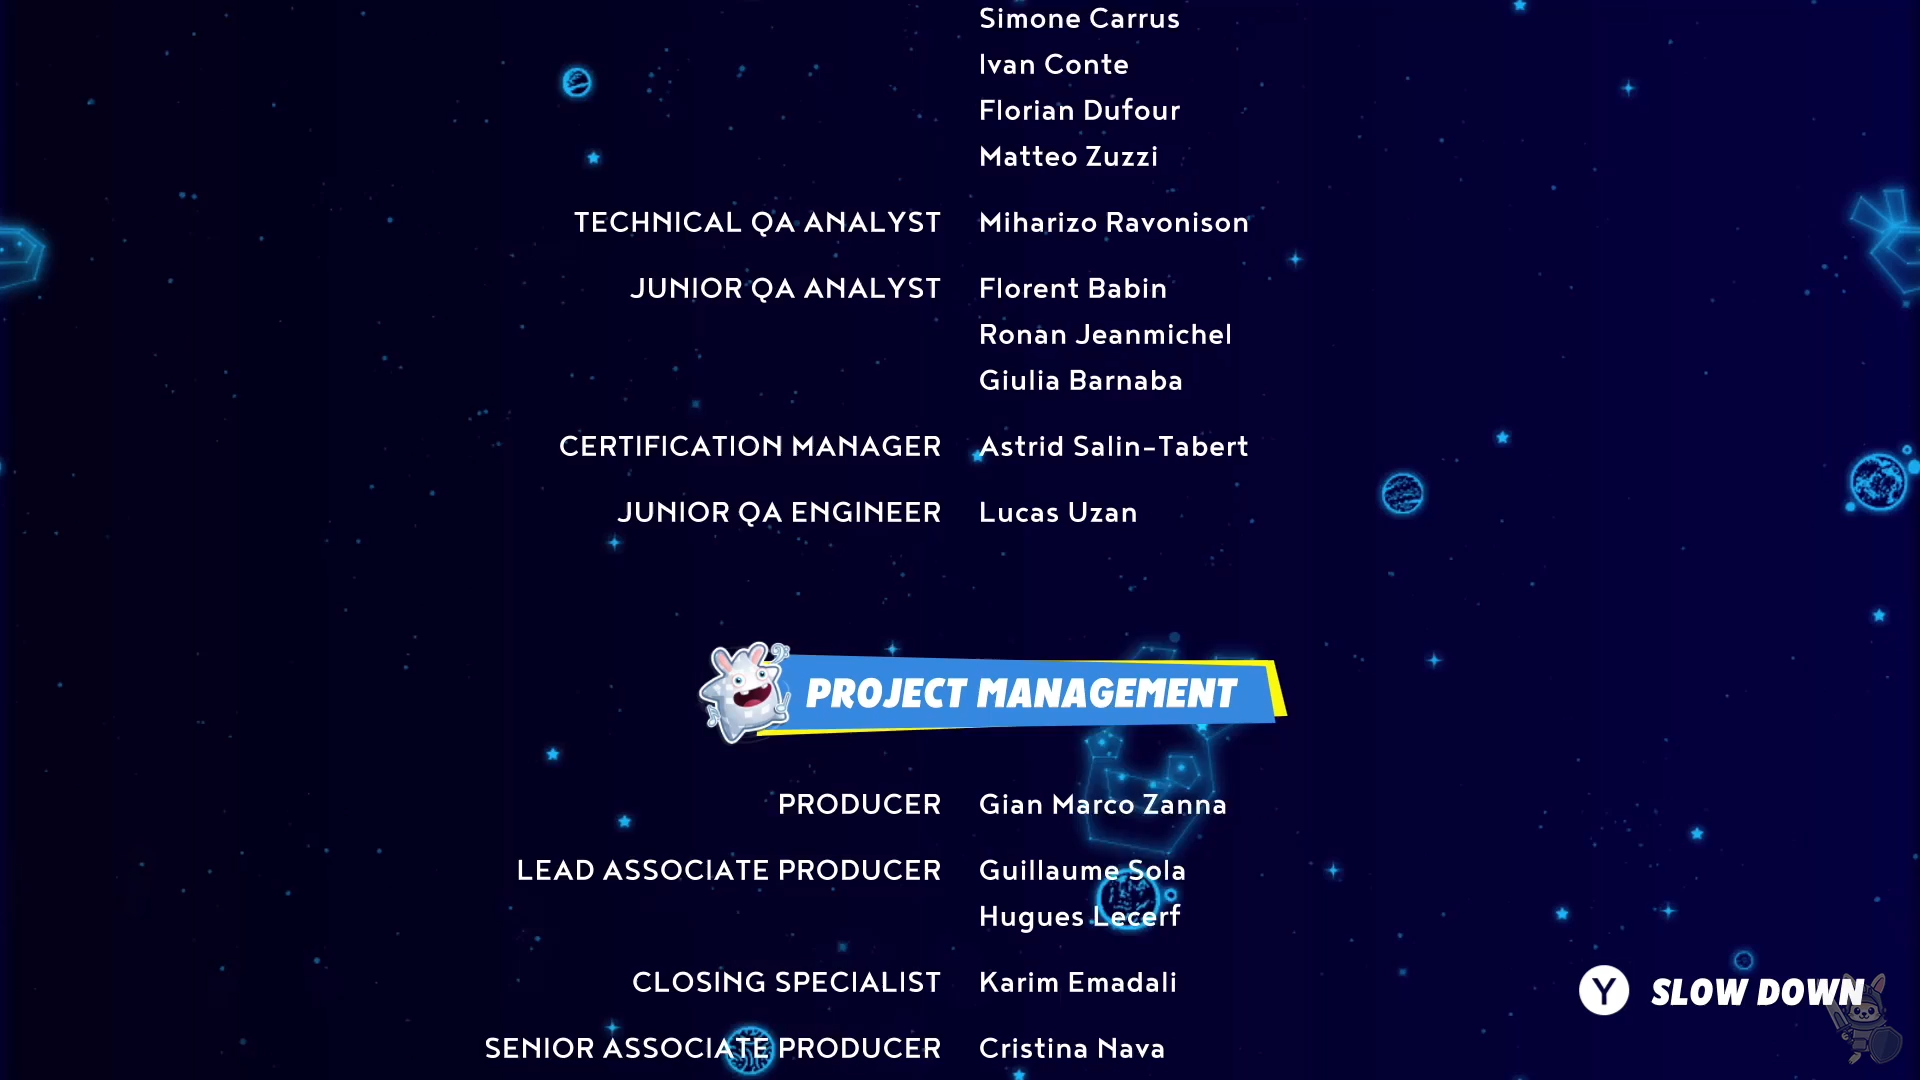 Simone Carrus
Ivan Conte
Florian Dufour
Matteo Zuzzi
TECHNICAL QA ANALYST Miharizo Ravonison
JUNIOR QA ANALYST Florent Babin
Ronan Jeanmichel
Giulia Barnaba
CERTIFICATION MANAGER Astrid Salin-Tabert
JUNIOR QA ENGINEER Lucas Uzan
PROJECT MANAGEMENT
PRODUCER Gian Marco Zanna
LEAD ASSOCIATE PRODUCER Guillaume Sola
Hugues Lecerf
CLOSING SPECIALIST Karim Emadali
Y SLOW DOWN
SENIOR ASSOCIATE PRODUCER Cristina Nava